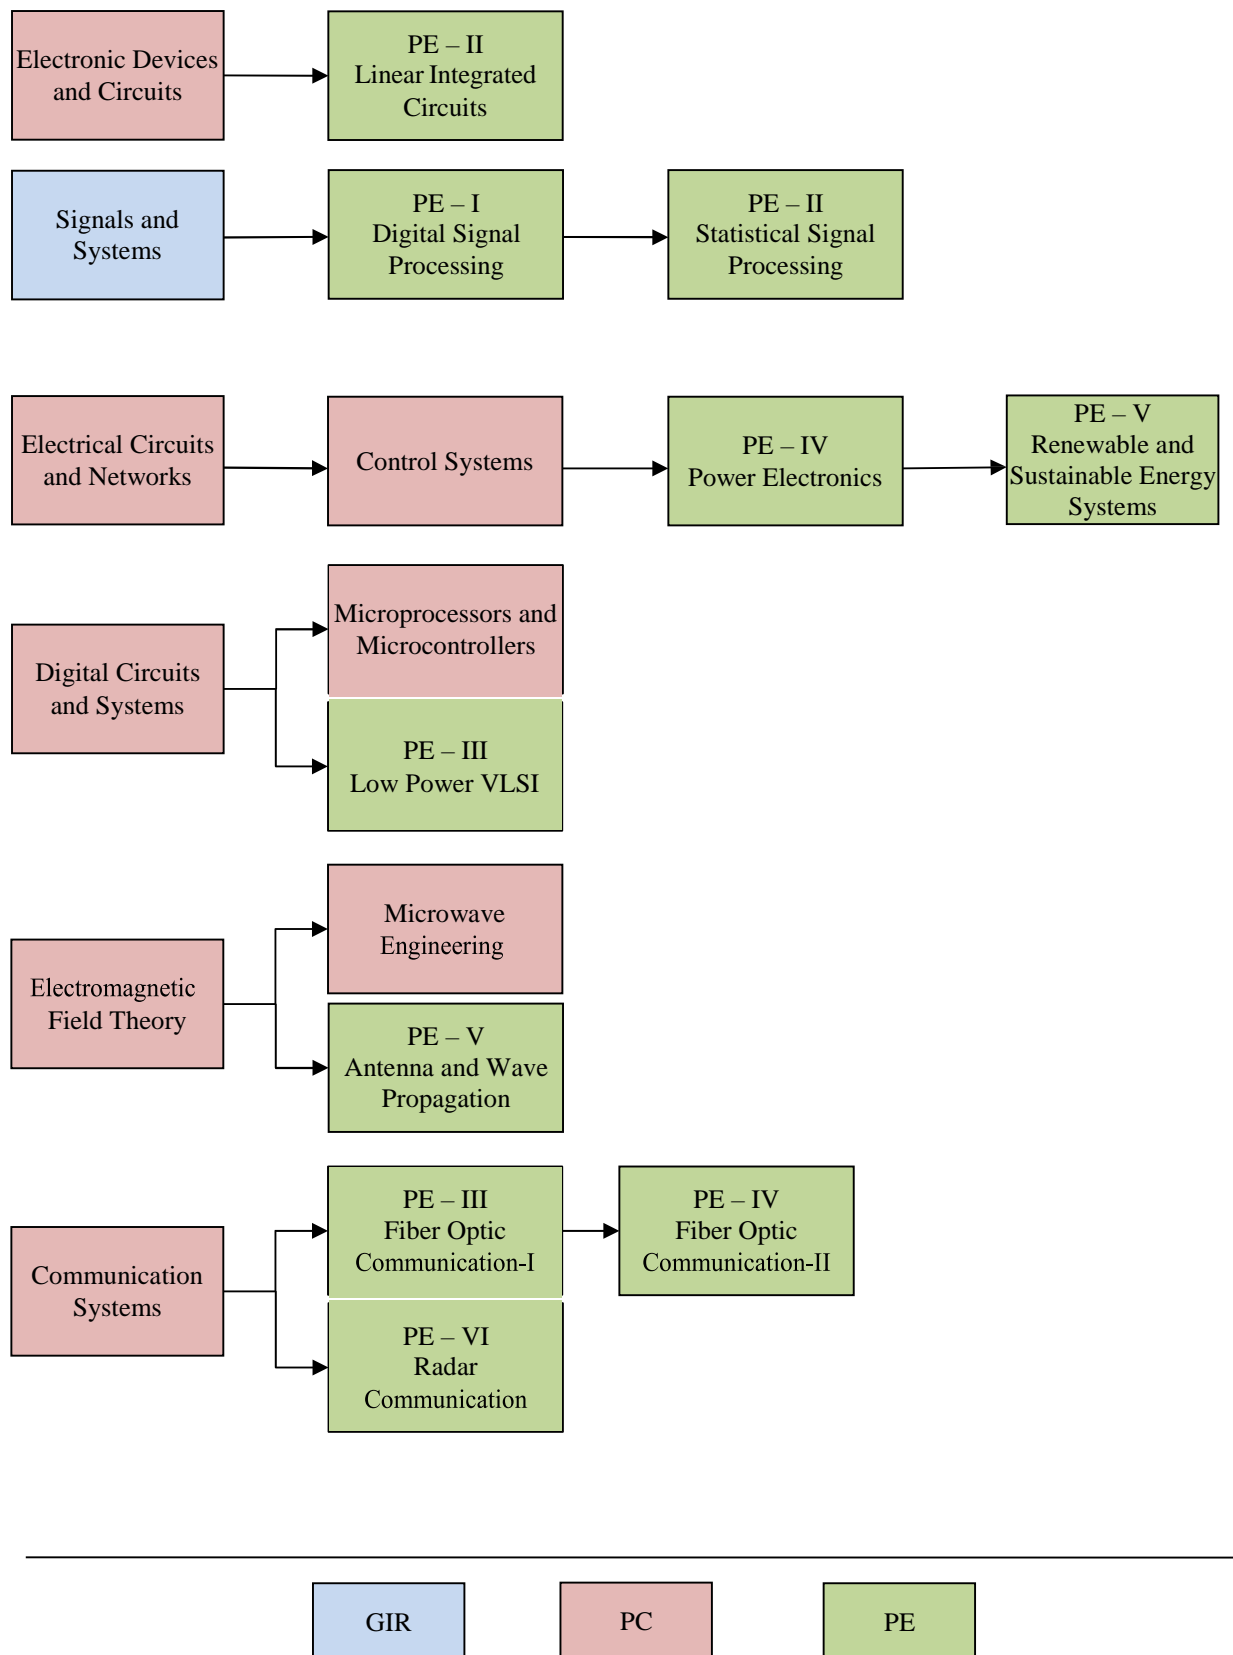 Electronic Devices
and Circuits
PE – II
Linear Integrated
Circuits
Signals and
Systems
PE – I
Digital Signal
Processing
PE – II
Statistical Signal
Processing
Electrical Circuits
and Networks
Control Systems
PE – IV
Power Electronics
PE – V
Renewable and
Sustainable Energy
Systems
Digital Circuits
and Systems
Microprocessors and
Microcontrollers
PE – III
Low Power VLSI
Electromagnetic
Field Theory
Microwave
Engineering
PE – V
Antenna and Wave
Propagation
Communication
Systems
PE – III
Fiber Optic
Communication-I
PE – IV
Fiber Optic
Communication-II
PE – VI
Radar
Communication
GIR
PC
PE